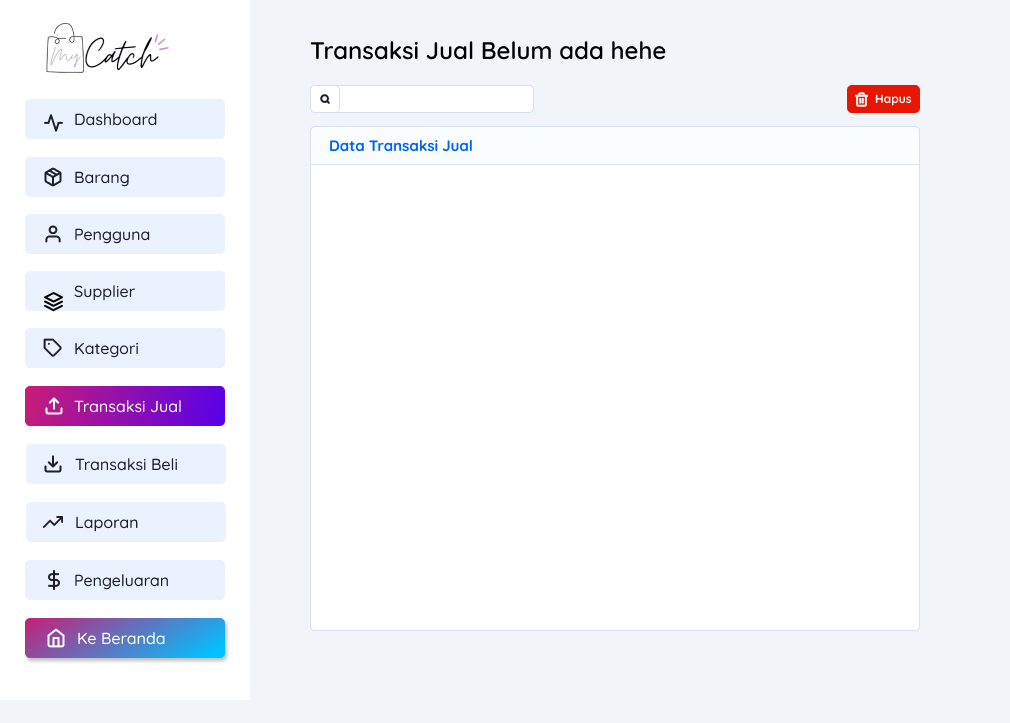 My Catch
Dashboard
Barang
Pengguna
Supplier
Kategori
Transaksi Jual
Transaksi Beli
Laporan
Pengeluaran
Ke Beranda
Transaksi Jual Belum ada hehe
Hapus
Data Transaksi Jual